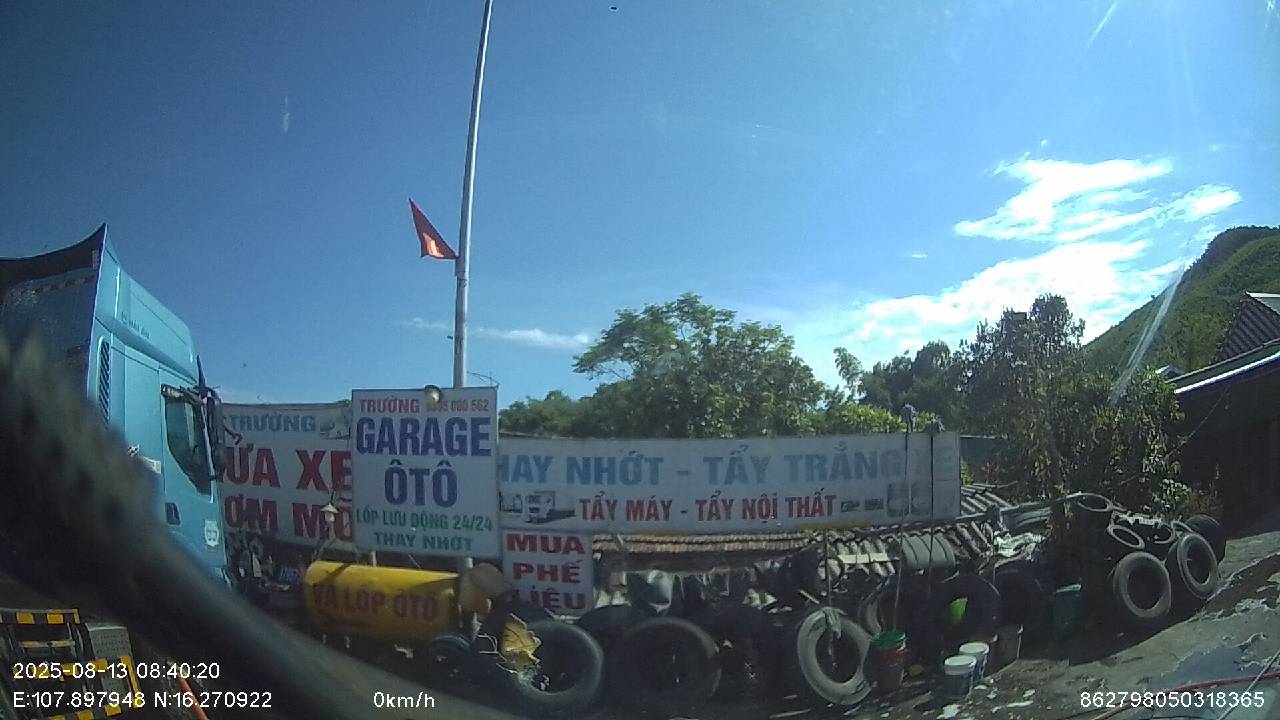 TRƯỜNG
ỬA XE
ƠM MỠ
TRƯỜNG
GARAGE
ÔTÔ
LỐP LƯU ĐỘNG 24/24
THAY NHỚT
HAY NHỚT - TẨY TRẮNG
TẨY MÁY - TẨY NỘI THẤT
MUA
PHẾ
LIỆU
VÁ LỐP ÔTÔ
2025-08-13 08:40:20
E:107.897948 N:16.270922
0km/h
862798050318365